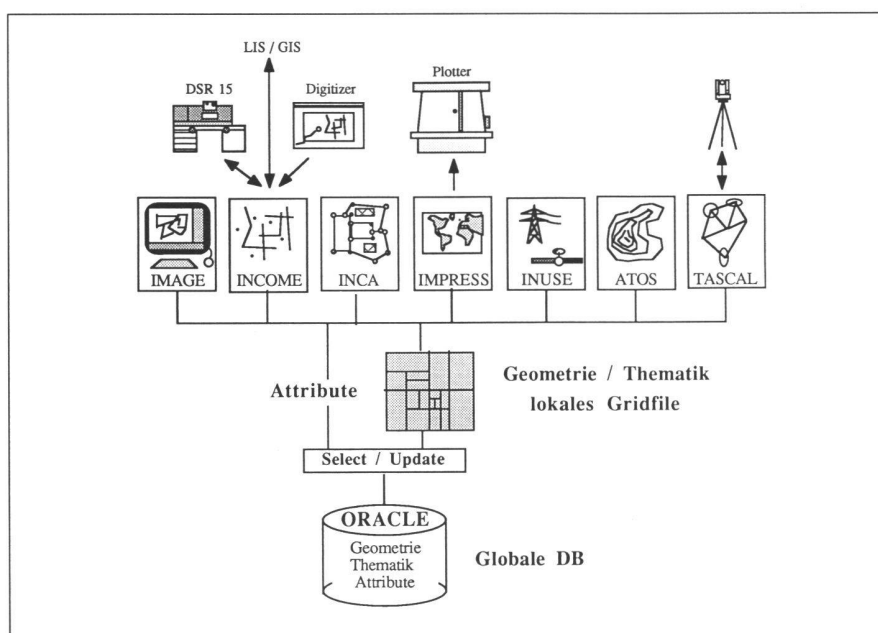 LIS / GIS
DSR 15
Digitizer
Plotter
IMAGE
INCOME
INCA
IMPRESS
INUSE
ATOS
TASCAL
Attribute
Geometrie / Thematik
lokales Gridfile
Select / Update
ORACLE
Geometrie
Thematik
Attribute
Globale DB